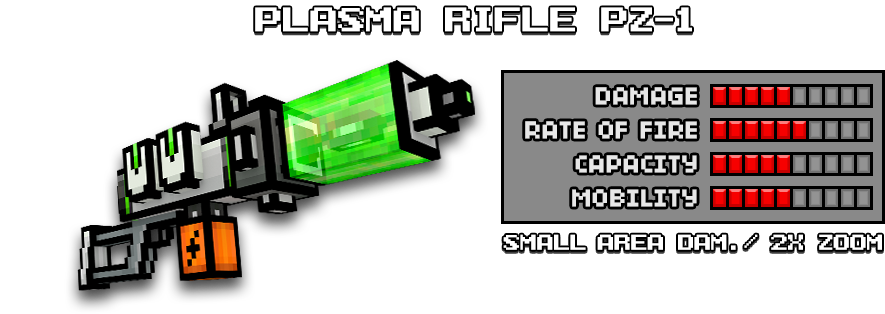 PLASMA RIFLE PZ-1
DAMAGE
RATE OF FIRE
CAPACITY
MOBILITY
SMALL AREA DAM./ 2X ZOOM